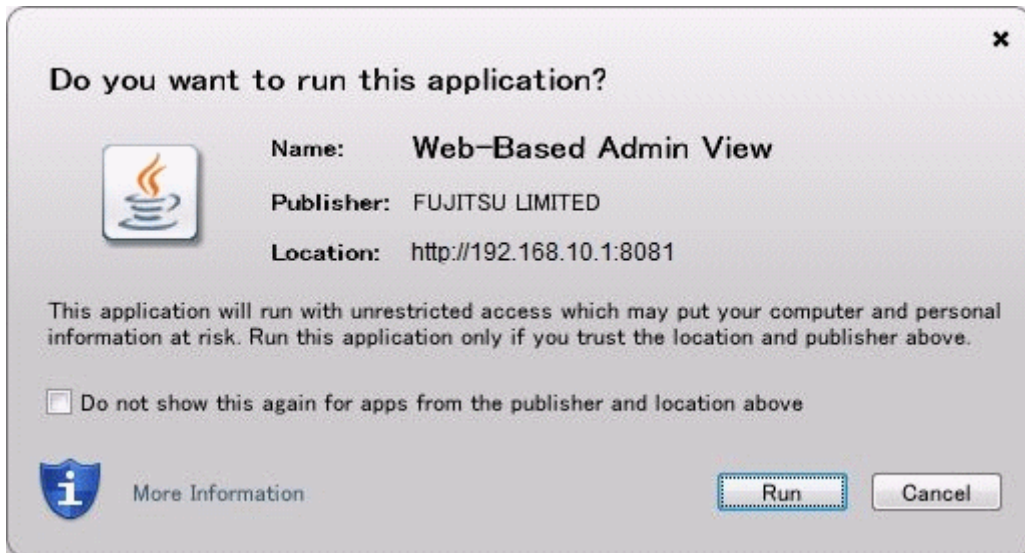 Do you want to run this application?
Name: Web-Based Admin View
Publisher: FUJITSU LIMITED
Location: http://192.168.10.1:8081
This application will run with unrestricted access which may put your computer and personal
information at risk. Run this application only if you trust the location and publisher above.
Do not show this again for apps from the publisher and location above
More Information
Run
Cancel